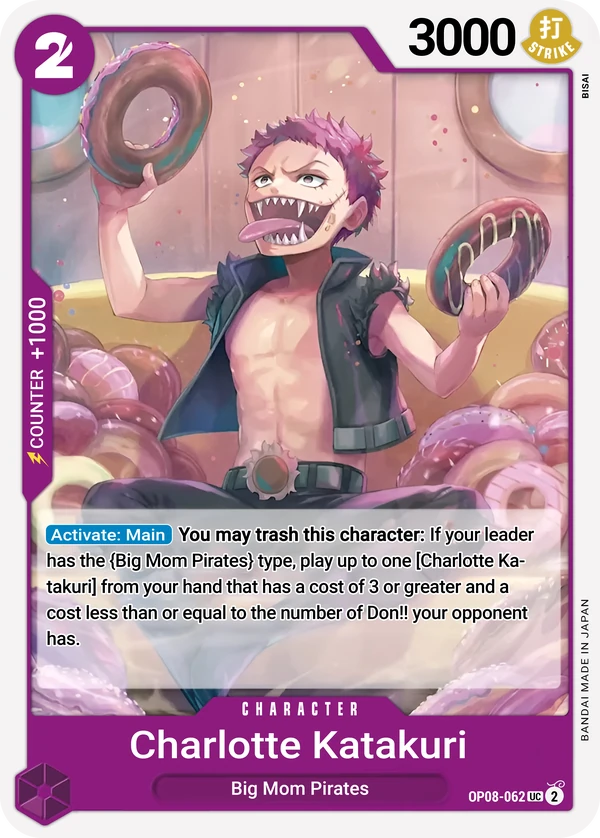 2
3000
打
STRIKE
BISAI
COUNTER +1000
Activate: Main You may trash this character: If your leader
has the {Big Mom Pirates} type, play up to one [Charlotte Ka-
takuri] from your hand that has a cost of 3 or greater and a
cost less than or equal to the number of Don!! your opponent
has.
BANDAI MADE IN JAPAN
CHARACTER
Charlotte Katakuri
Big Mom Pirates
OP08-062 UC 2